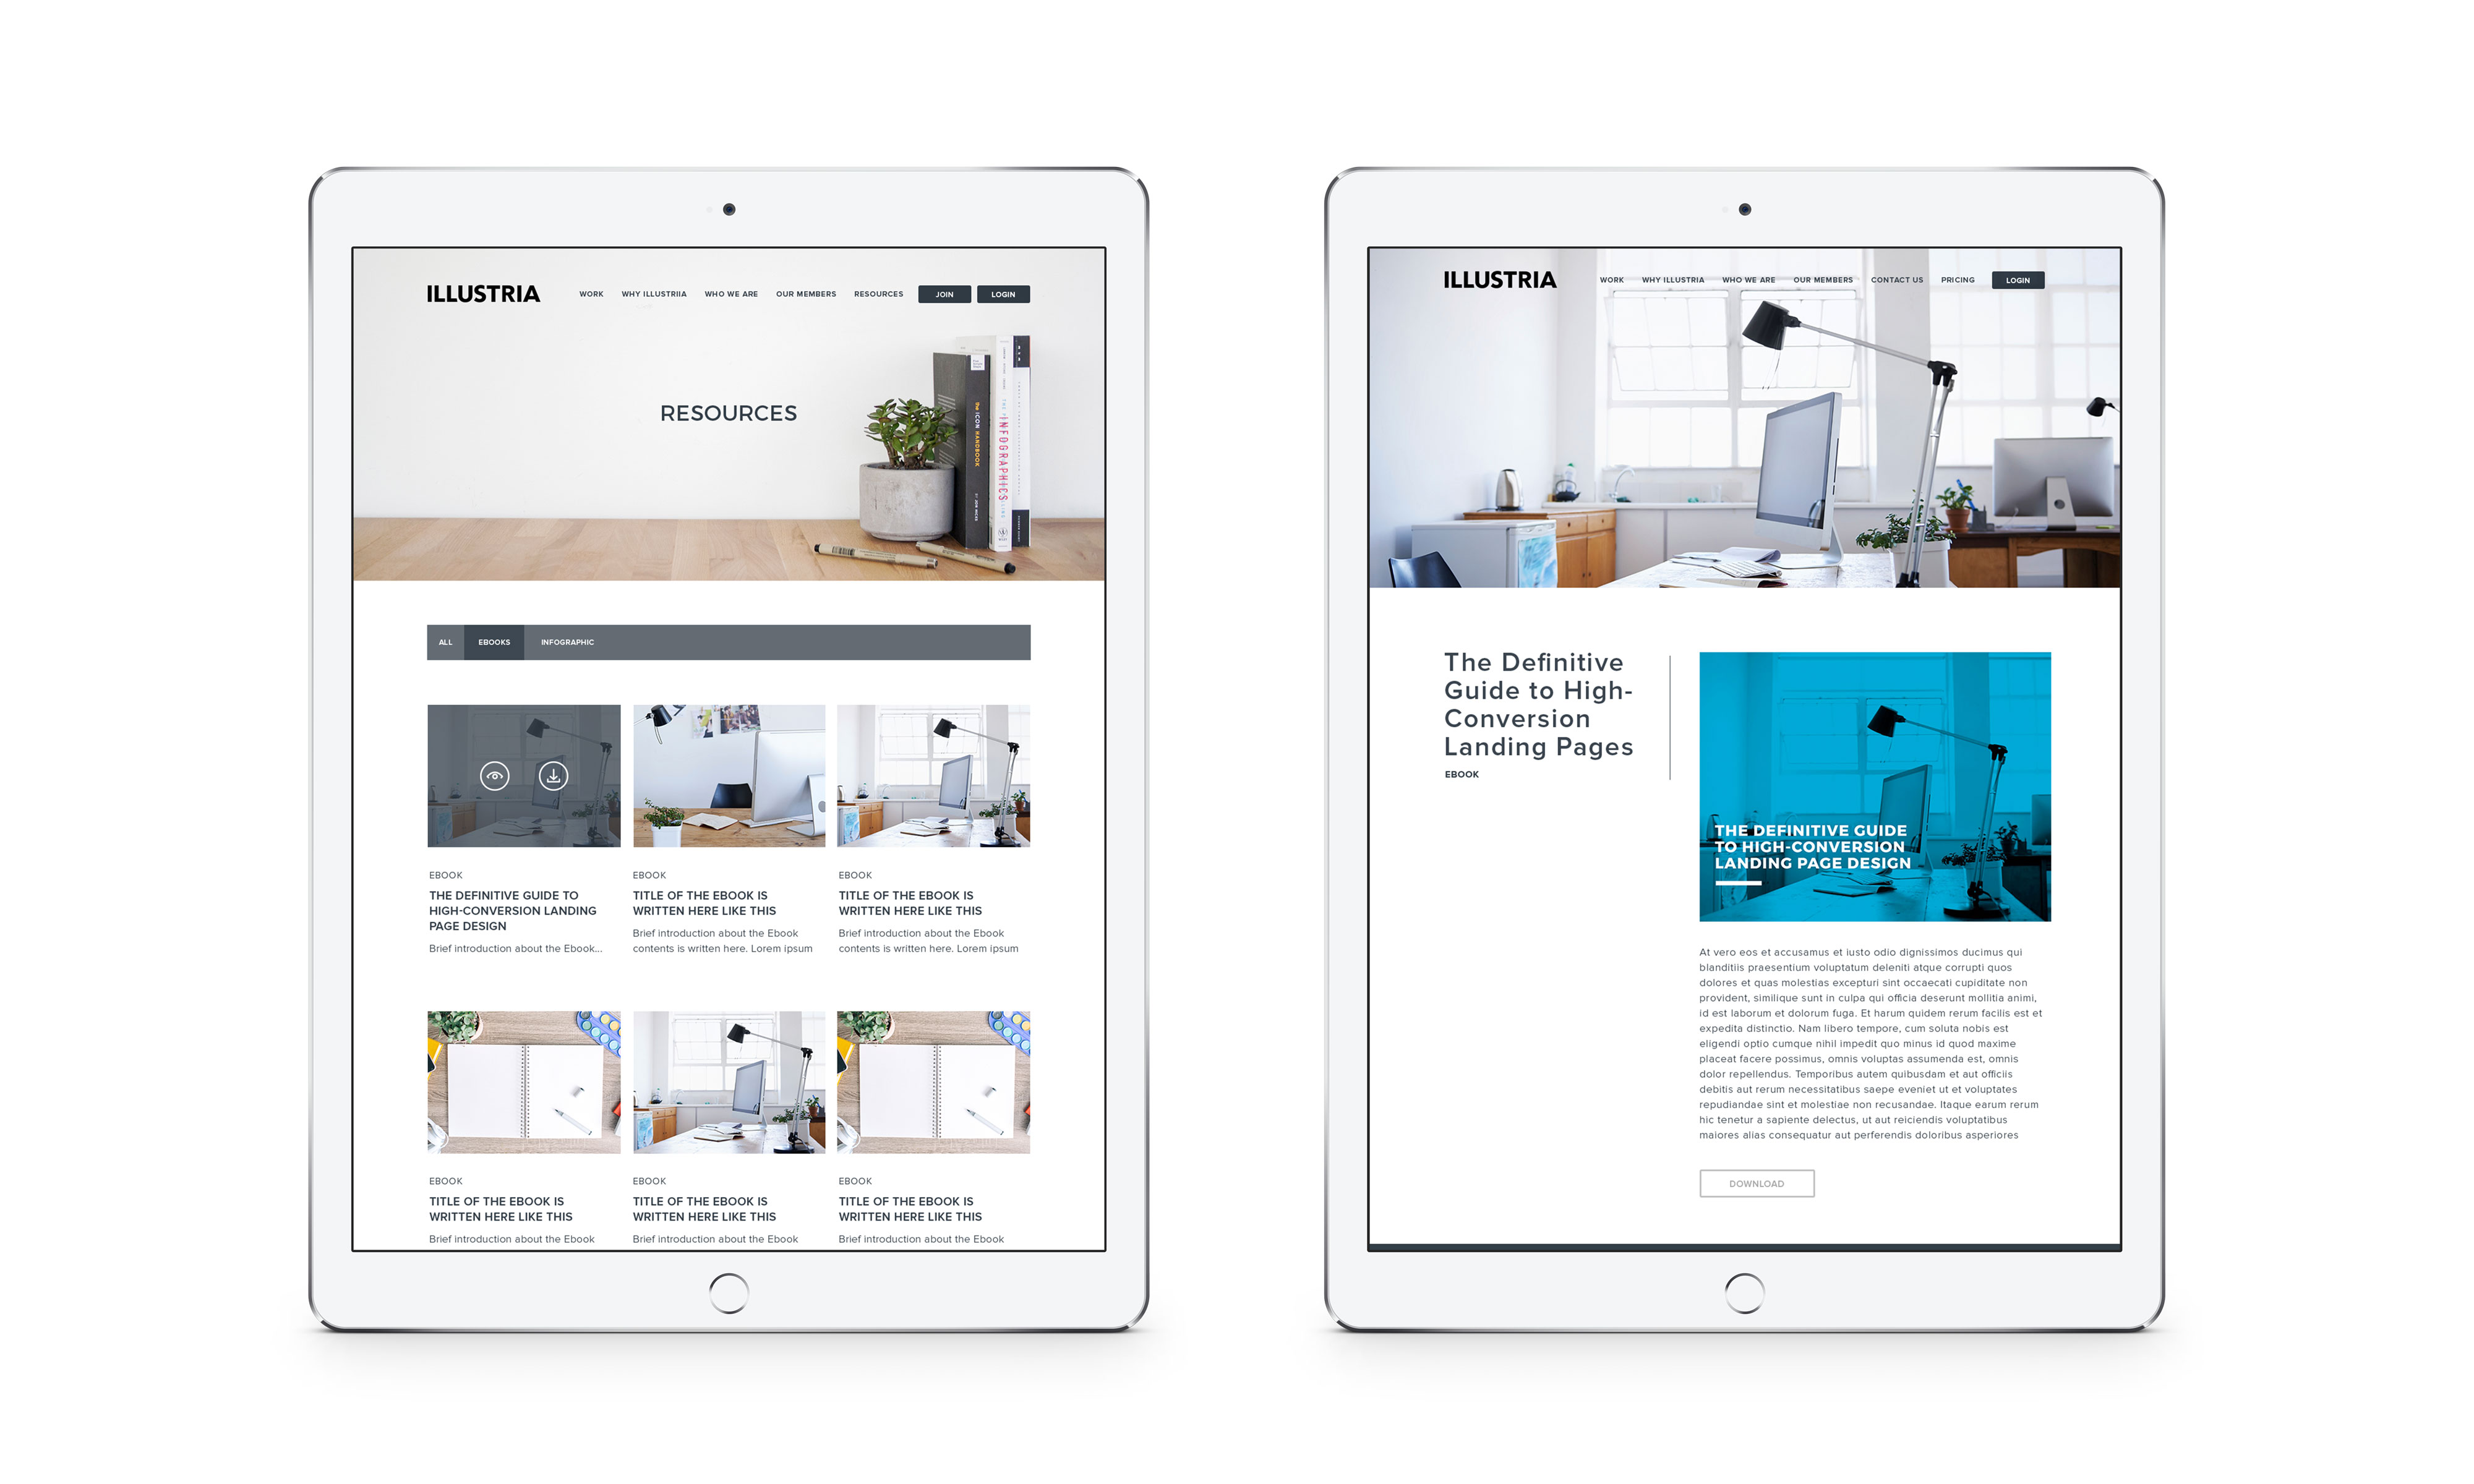 ILLUSTRIA
WORK WHY ILLUSTRIIA WHO WE ARE OUR MEMBERS RESOURCES JOIN LOGIN
RESOURCES
the ICON HANDBOOK
BY JON HICKS
INFOGRAPHICS
ALL EBOOKS INFOGRAPHIC
EBOOK
THE DEFINITIVE GUIDE TO
HIGH-CONVERSION LANDING
PAGE DESIGN
Brief introduction about the Ebook...
EBOOK
TITLE OF THE EBOOK IS
WRITTEN HERE LIKE THIS
Brief introduction about the Ebook
contents is written here. Lorem ipsum
EBOOK
TITLE OF THE EBOOK IS
WRITTEN HERE LIKE THIS
Brief introduction about the Ebook
contents is written here. Lorem ipsum
EBOOK
TITLE OF THE EBOOK IS
WRITTEN HERE LIKE THIS
Brief introduction about the Ebook
EBOOK
TITLE OF THE EBOOK IS
WRITTEN HERE LIKE THIS
Brief introduction about the Ebook
EBOOK
TITLE OF THE EBOOK IS
WRITTEN HERE LIKE THIS
Brief introduction about the Ebook
ILLUSTRIA
WORK WHY ILLUSTRIA WHO WE ARE OUR MEMBERS CONTACT US PRICING LOGIN
The Definitive
Guide to High-
Conversion
Landing Pages
EBOOK
THE DEFINITIVE GUIDE
TO HIGH-CONVERSION
LANDING PAGE DESIGN
At vero eos et accusamus et iusto odio dignissimos ducimus qui
blanditiis praesentium voluptatum deleniti atque corrupti quos
dolores et quas molestias excepturi sint occaecati cupiditate non
provident, similique sunt in culpa qui officia deserunt mollitia animi,
id est laborum et dolorum fuga. Et harum quidem rerum facilis est et
expedita distinctio. Nam libero tempore, cum soluta nobis est
eligendi optio cumque nihil impedit quo minus id quod maxime
placeat facere possimus, omnis voluptas assumenda est, omnis
dolor repellendus. Temporibus autem quibusdam et aut officiis
debitis aut rerum necessitatibus saepe eveniet ut et voluptates
repudiandae sint et molestiae non recusandae. Itaque earum rerum
hic tenetur a sapiente delectus, ut aut reiciendis voluptatibus
maiores alias consequatur aut perferendis doloribus asperiores
DOWNLOAD